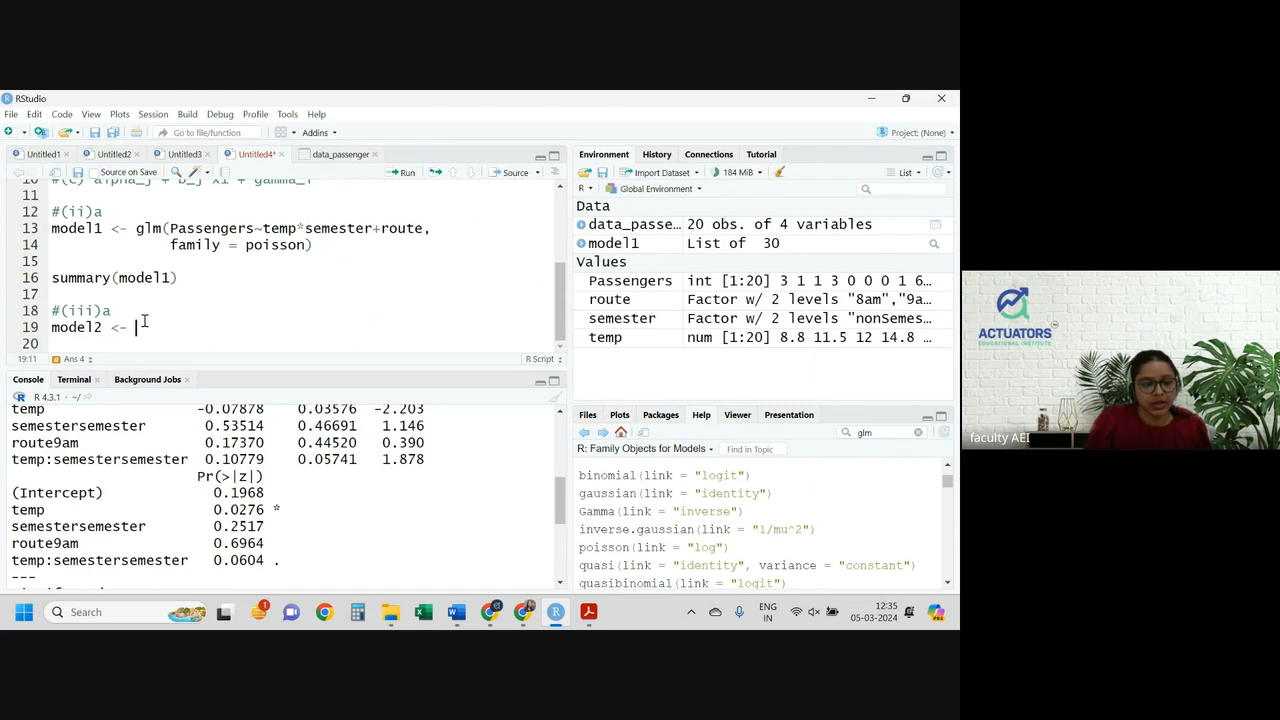 RStudio
File Edit Code View Plots Session Build Debug Profile Tools Help
Go to file/function Addins Project: (None)
Untitled1 Untitled2 Untitled3 Untitled4* data_passenger
Source on Save Run Source
10 #(c) alpha_j + b_j xi + gamma_i
11
12 #(ii)a
13 model1 <- glm(Passengers~temp*semester+route,
14 family = poisson)
15
16 summary(model1)
17
18 #(iii)a
19 model2 <-
20
19:11 Ans 4 R Script
Console Terminal Background Jobs
R 4.3.1 · ~/
temp -0.07878 0.03576 -2.203
semestersemester 0.53514 0.46691 1.146
route9am 0.17370 0.44520 0.390
temp:semestersemester 0.10779 0.05741 1.878
Pr(>|z|)
(Intercept) 0.1968
temp 0.0276 *
semestersemester 0.2517
route9am 0.6964
temp:semestersemester 0.0604 .
---
Environment History Connections Tutorial
Import Dataset 184 MiB List
R Global Environment
Data
data_passe... 20 obs. of 4 variables
model1 List of 30
Values
Passengers int [1:20] 3 1 1 3 0 0 0 1 6...
route Factor w/ 2 levels "8am","9a...
semester Factor w/ 2 levels "nonSemes...
temp num [1:20] 8.8 11.5 12 14.8 ...
Files Plots Packages Help Viewer Presentation
glm
R: Family Objects for Models Find in Topic
binomial(link = "logit")
gaussian(link = "identity")
Gamma(link = "inverse")
inverse.gaussian(link = "1/mu^2")
poisson(link = "log")
quasi(link = "identity", variance = "constant")
quasibinomial(link = "logit")
ACTUATORS
EDUCATIONAL INSTITUTE
faculty AEI
Search
1
ENG
IN
12:35
05-03-2024
PRE